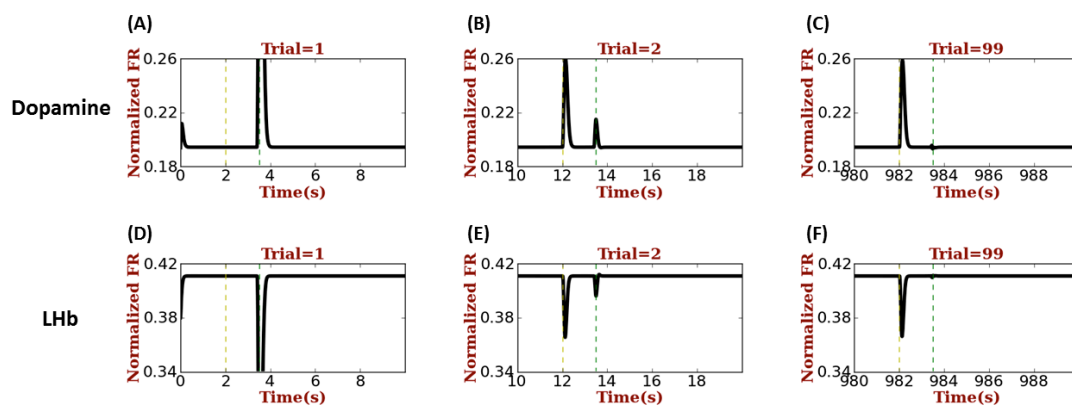 (A) (B) (C)
Trial=1 Trial=2 Trial=99
Dopamine
Normalized FR Normalized FR Normalized FR
0.26 0.26 0.26
0.22 0.22 0.22
0.18 0.18 0.18
0 2 4 6 8 10 12 14 16 18 980 982 984 986 988
Time(s) Time(s) Time(s)
(D) (E) (F)
Trial=1 Trial=2 Trial=99
LHb
Normalized FR Normalized FR Normalized FR
0.42 0.42 0.42
0.38 0.38 0.38
0.34 0.34 0.34
0 2 4 6 8 10 12 14 16 18 980 982 984 986 988
Time(s) Time(s) Time(s)